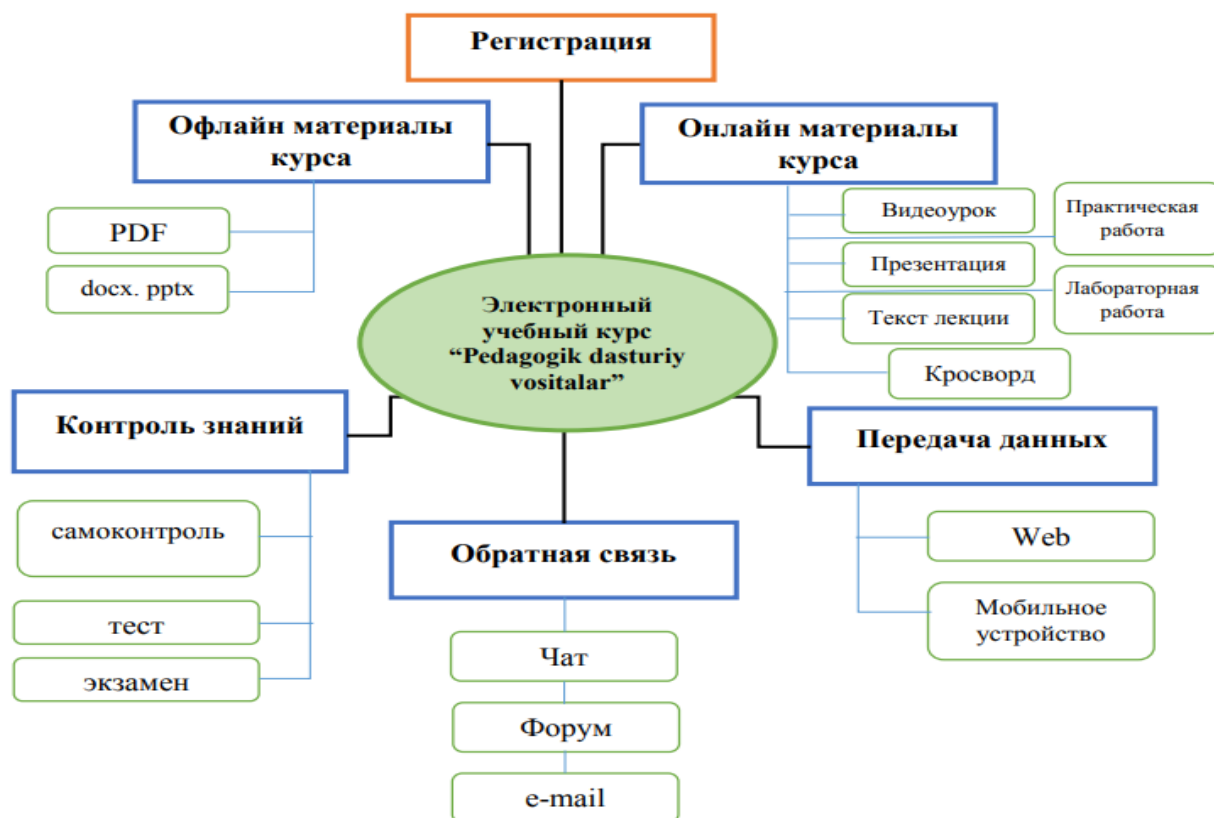 Регистрация
Офлайн материалы
курса
PDF
docx. pptx
Онлайн материалы
курса
Видеоурок
Практическая
работа
Презентация
Лабораторная
работа
Текст лекции
Кросворд
Электронный
учебный курс
“Pedagogik dasturiy
vositalar”
Контроль знаний
самоконтроль
тест
экзамен
Обратная связь
Чат
Форум
e-mail
Передача данных
Web
Мобильное
устройство